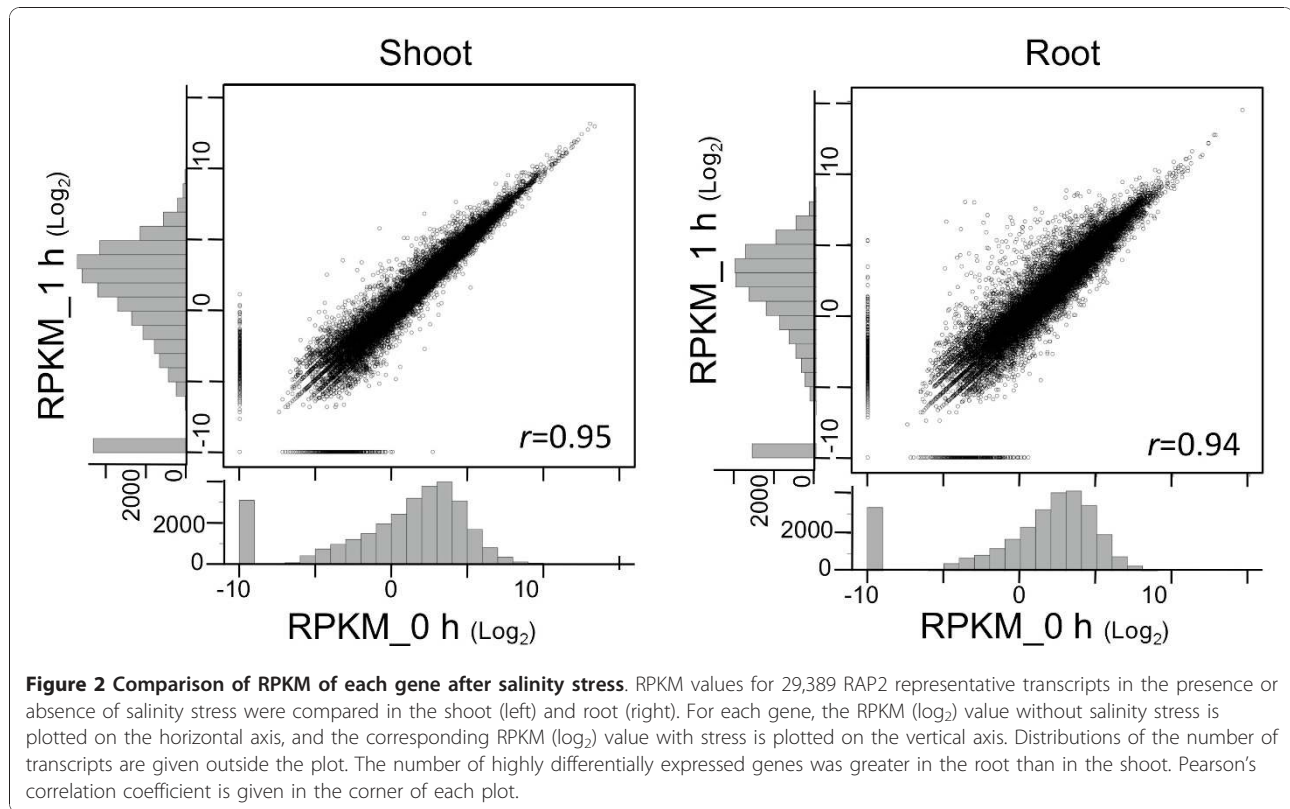 Shoot
Root
RPKM_1 h (Log₂)
10
0
-10
2000
0
r=0.95
2000
0
-10
0
10
RPKM_0 h (Log₂)
RPKM_1 h (Log₂)
10
0
-10
2000
0
r=0.94
2000
0
-10
0
10
RPKM_0 h (Log₂)
Figure 2 Comparison of RPKM of each gene after salinity stress. RPKM values for 29,389 RAP2 representative transcripts in the presence or
absence of salinity stress were compared in the shoot (left) and root (right). For each gene, the RPKM (log₂) value without salinity stress is
plotted on the horizontal axis, and the corresponding RPKM (log₂) value with stress is plotted on the vertical axis. Distributions of the number of
transcripts are given outside the plot. The number of highly differentially expressed genes was greater in the root than in the shoot. Pearson's
correlation coefficient is given in the corner of each plot.